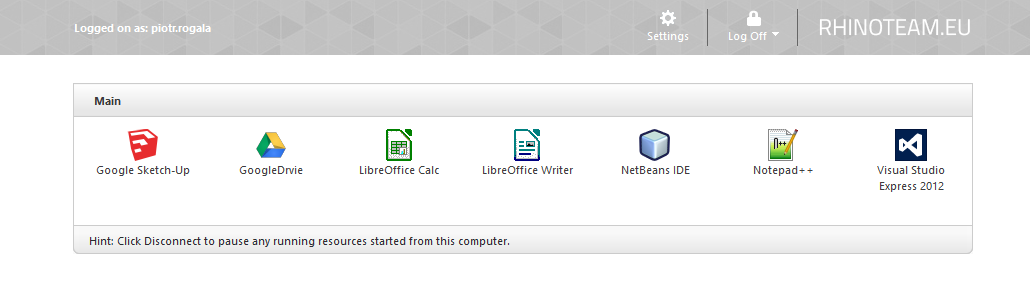 Logged on as: piotr.rogala
Settings
Log Off
RHINOTEAM.EU
Main
Google Sketch-Up
GoogleDrvie
LibreOffice Calc
LibreOffice Writer
NetBeans IDE
Notepad++
Visual Studio
Express 2012
Hint: Click Disconnect to pause any running resources started from this computer.